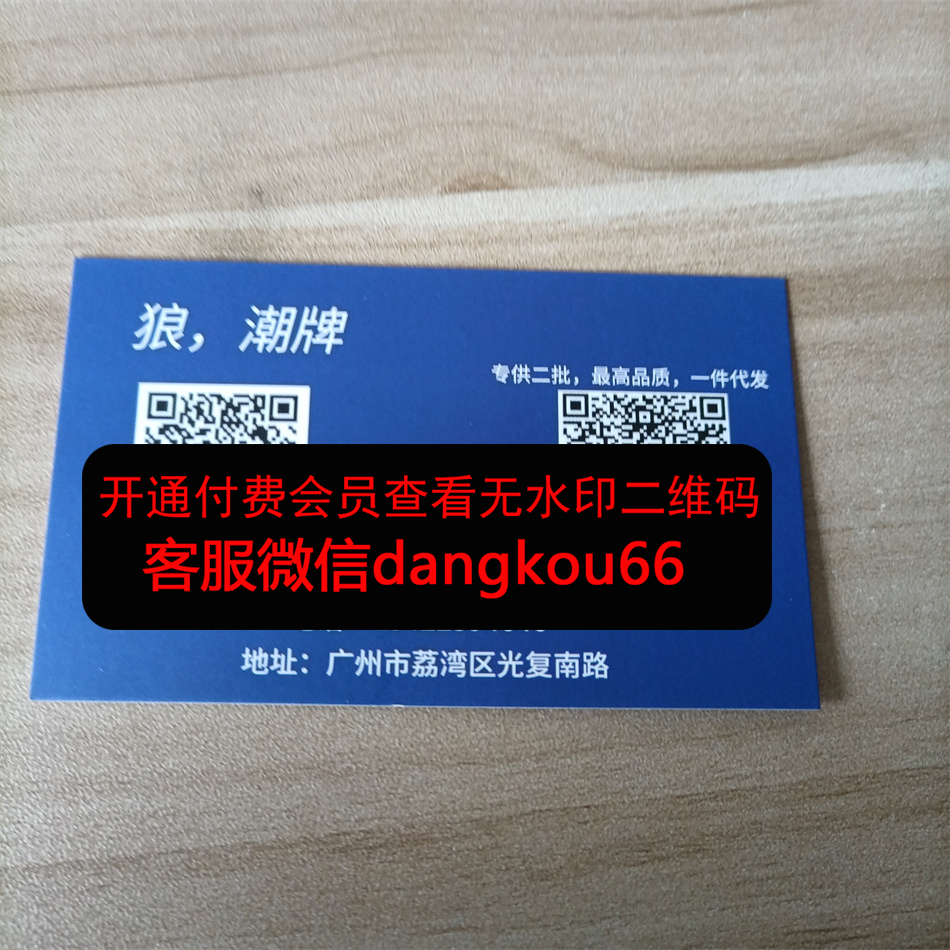 狼，潮牌
专供二批，最高品质，一件代发
开通付费会员查看无水印二维码
客服微信dangkou66
地址：广州市荔湾区光复南路